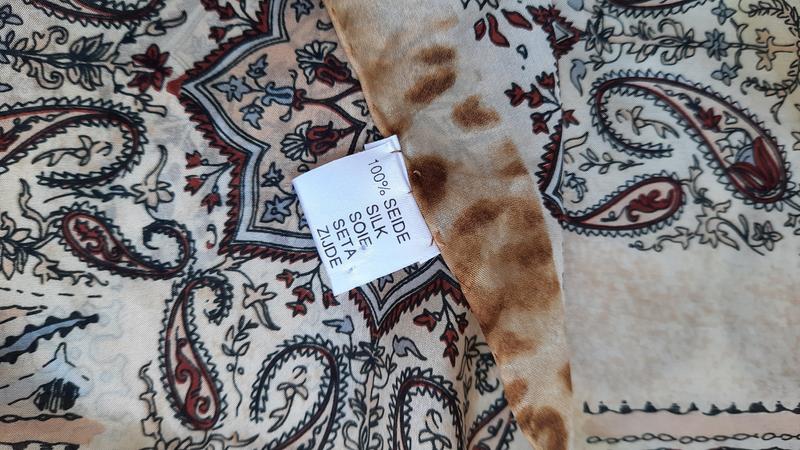 100% SEIDE
SILK
SOIE
SETA
ZIJDE